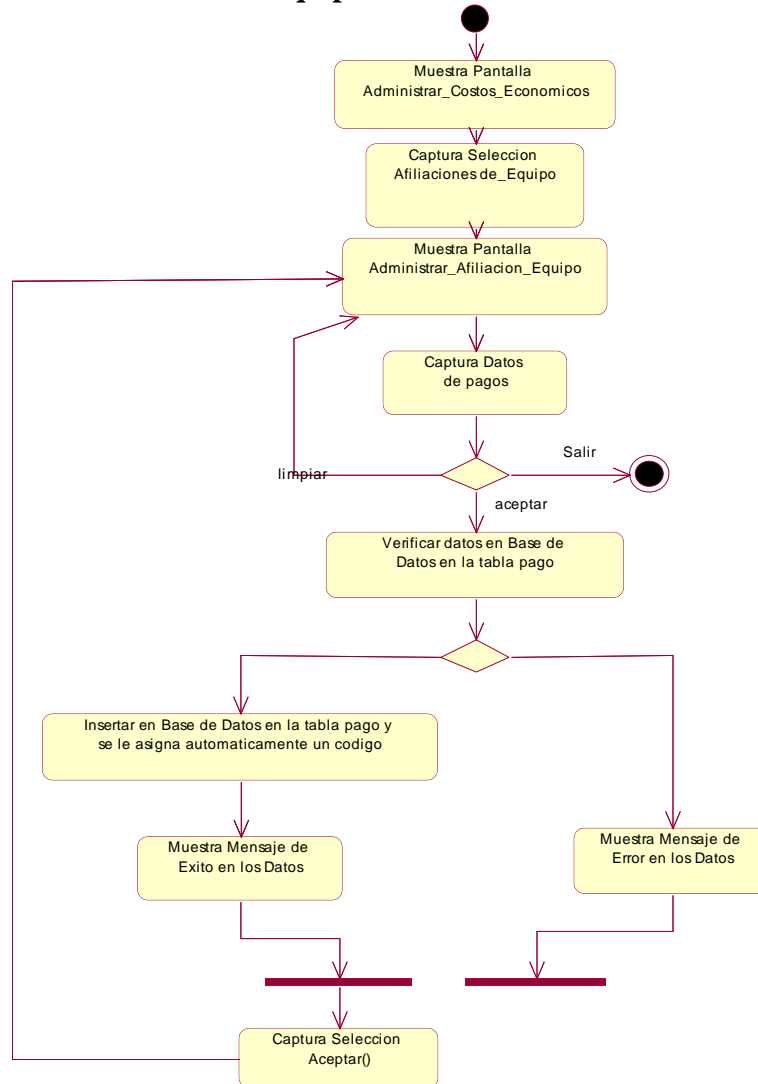 Muestra Pantalla
Administrar_Costos_Economicos
Captura Seleccion
Afiliaciones de_Equipo
Muestra Pantalla
Administrar_Afiliacion_Equipo
Captura Datos
de pagos
limpiar
Salir
aceptar
Verificar datos en Base de
Datos en la tabla pago
Insertar en Base de Datos en la tabla pago y
se le asigna automaticamente un codigo
Muestra Mensaje de
Exito en los Datos
Muestra Mensaje de
Error en los Datos
Captura Seleccion
Aceptar()